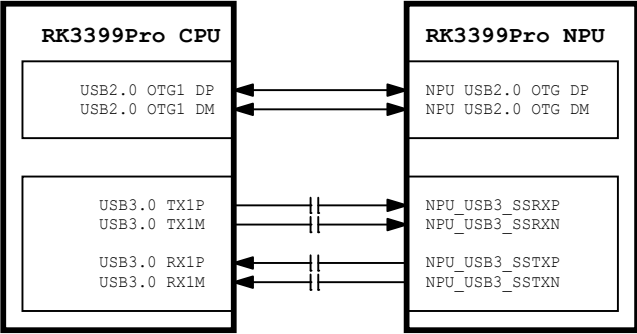 RK3399Pro CPU
RK3399Pro NPU
USB2.0 OTG1 DP
NPU USB2.0 OTG DP
USB2.0 OTG1 DM
NPU USB2.0 OTG DM
USB3.0 TX1P
NPU_USB3_SSRXP
USB3.0 TX1M
NPU_USB3_SSRXN
USB3.0 RX1P
NPU_USB3_SSTXP
USB3.0 RX1M
NPU_USB3_SSTXN